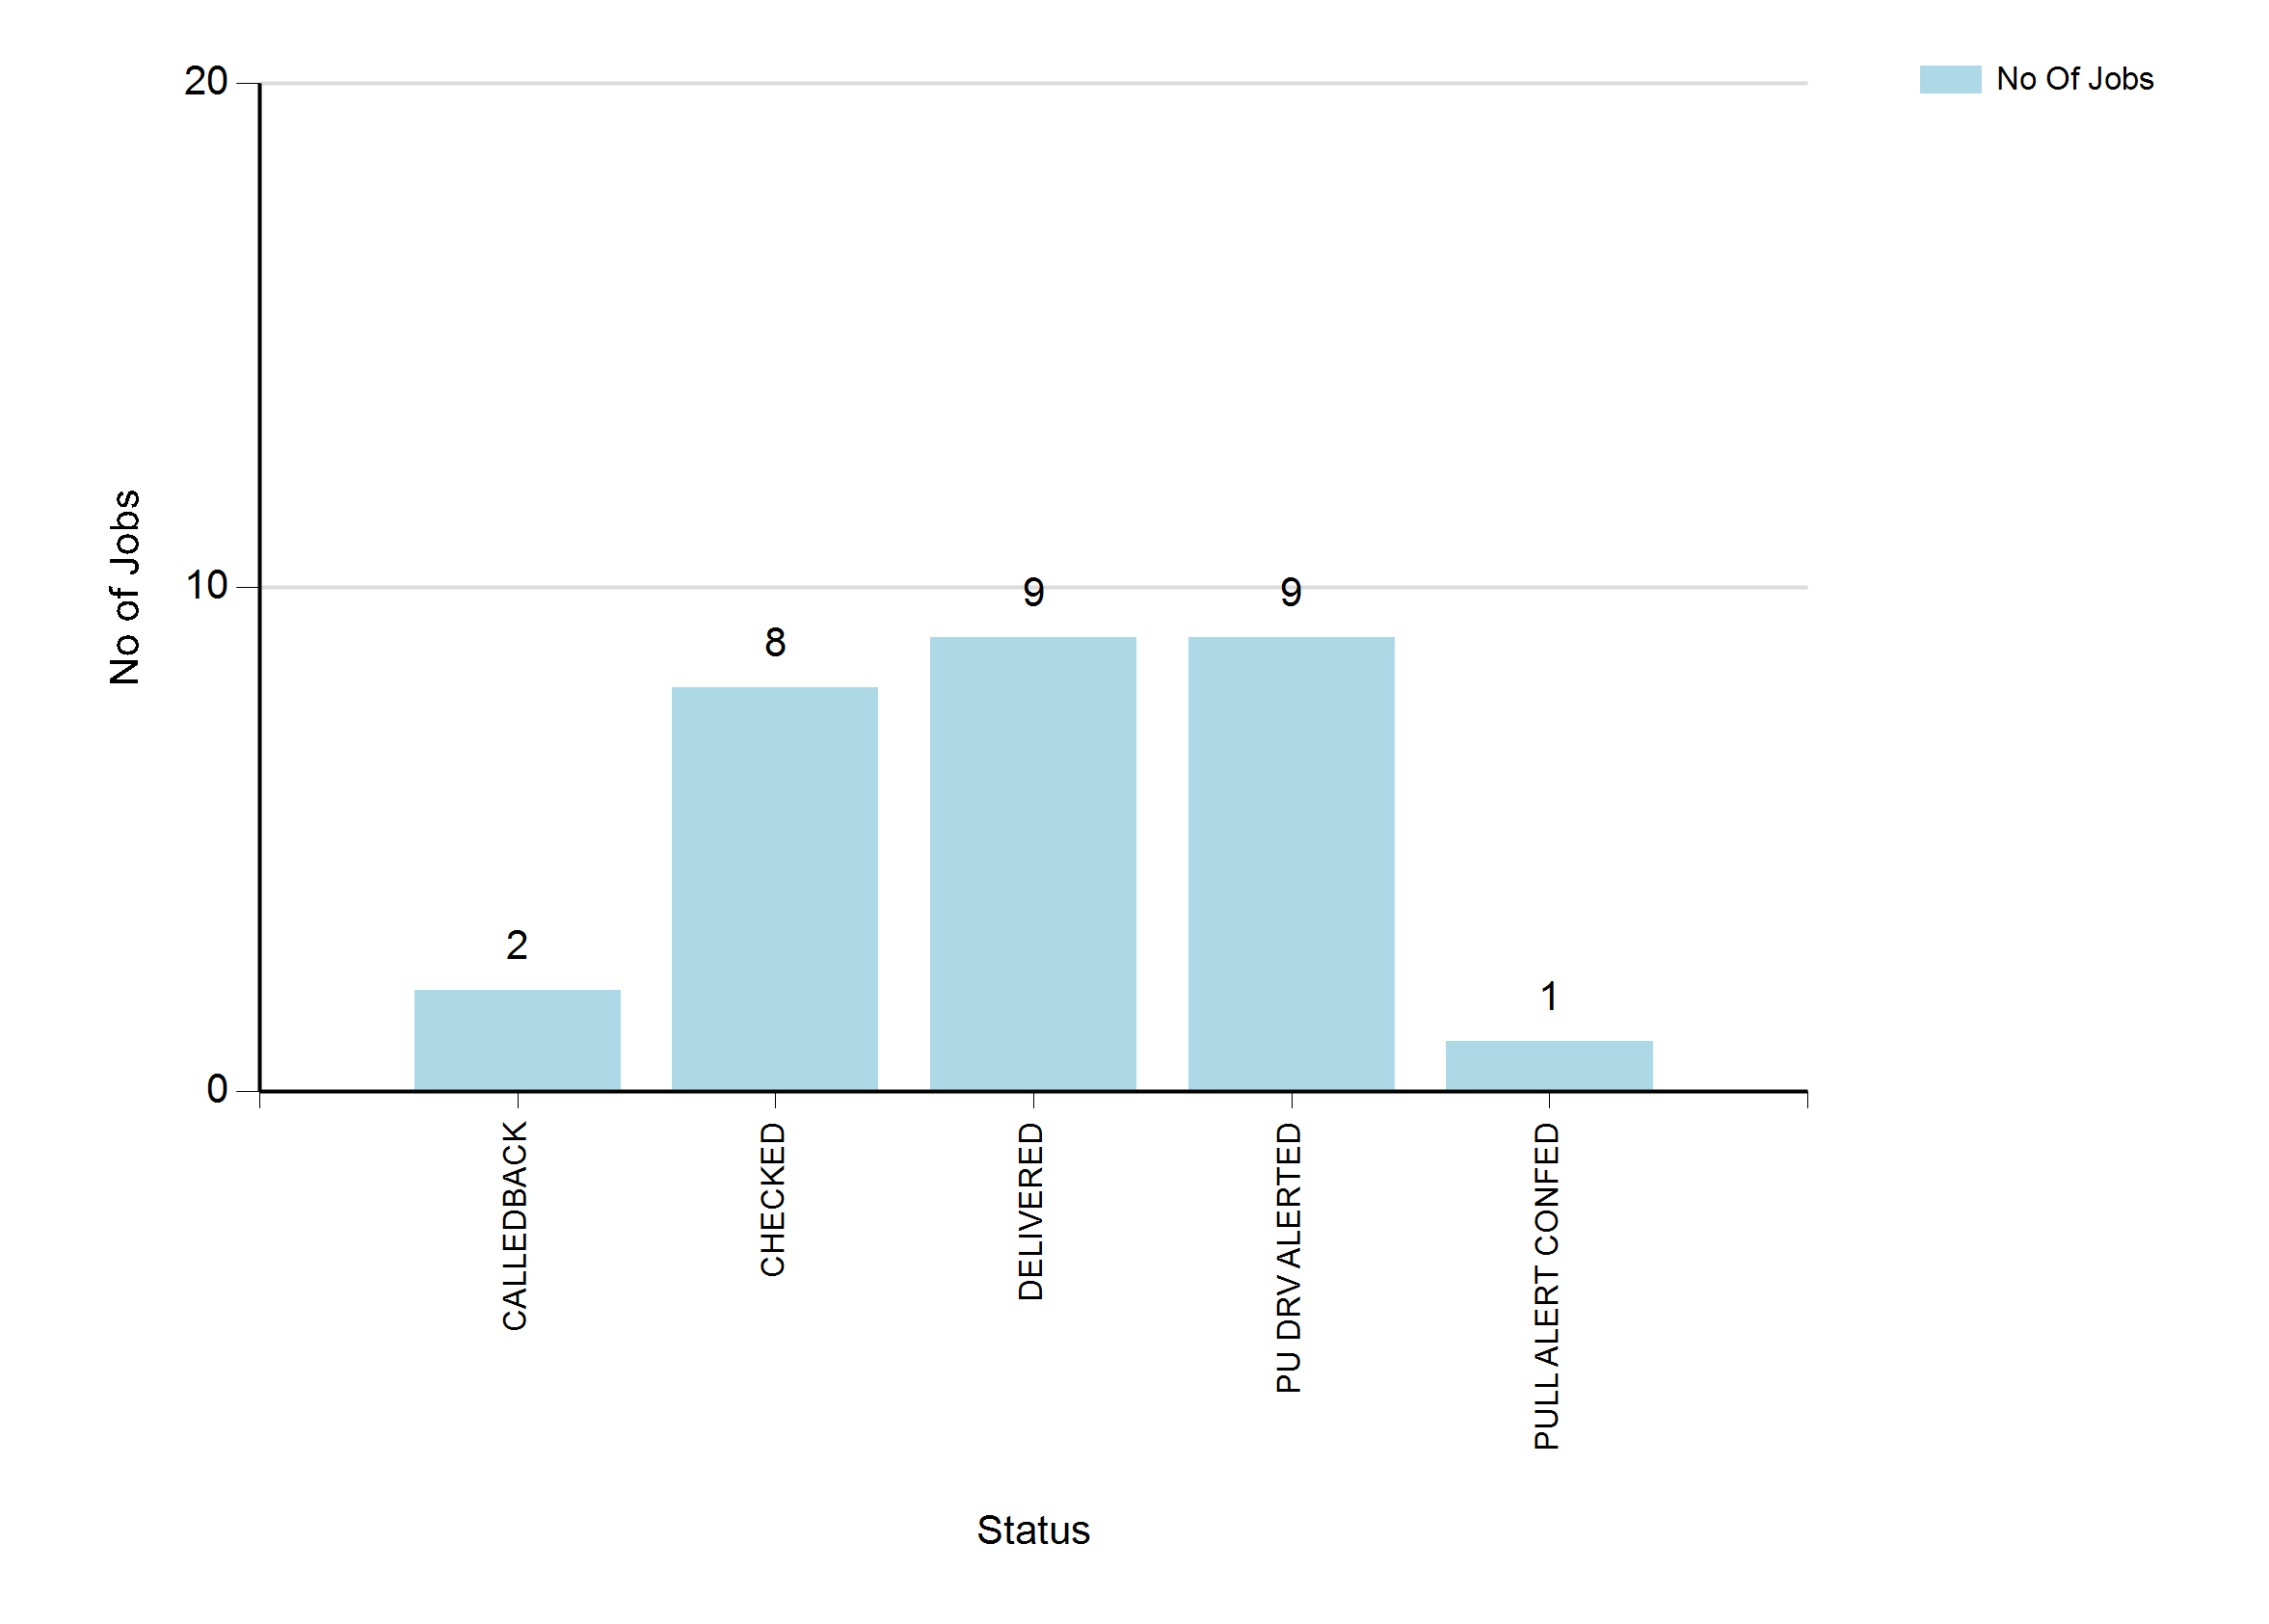 20
No Of Jobs
No of Jobs
10
9
9
8
2
1
0
CALLEDBACK
CHECKED
DELIVERED
PU DRV ALERTED
PULL ALERT CONFED
Status